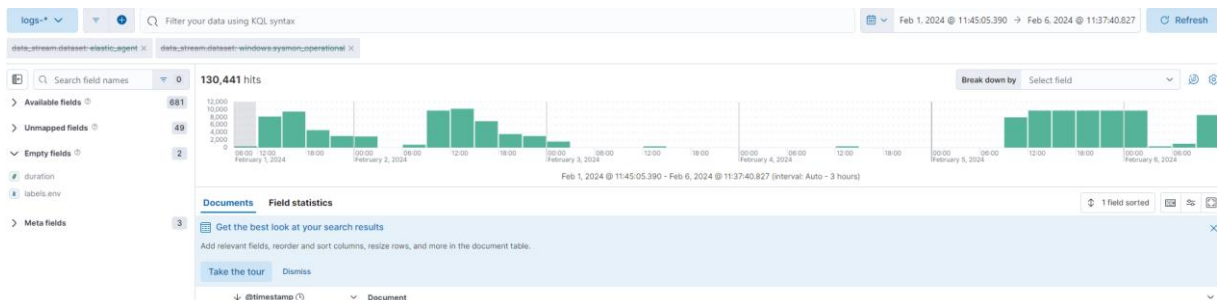 logs-*
Filter your data using KQL syntax
Feb 1, 2024 @ 11:45:05.390 → Feb 6, 2024 @ 11:37:40.827
Refresh
data_stream.dataset: elastic_agent ×
data_stream.dataset: windows.sysmon_operational ×
Search field names
0
Available fields
681
Unmapped fields
49
Empty fields
2
duration
labels.env
Meta fields
3
130,441 hits
Break down by
Select field
12,000
10,000
8,000
6,000
4,000
2,000
0
06:00 12:00 18:00 00:00 06:00 12:00 18:00 00:00 06:00 12:00 18:00 00:00 06:00 12:00 18:00 00:00 06:00 12:00 18:00 00:00 06:00
February 1, 2024 February 2, 2024 February 3, 2024 February 4, 2024 February 5, 2024 February 6, 2024
Feb 1, 2024 @ 11:45:05.390 - Feb 6, 2024 @ 11:37:40.827 (interval: Auto - 3 hours)
Documents Field statistics
1 field sorted
Get the best look at your search results
Add relevant fields, reorder and sort columns, resize rows, and more in the document table.
Take the tour
Dismiss
@timestamp
Document